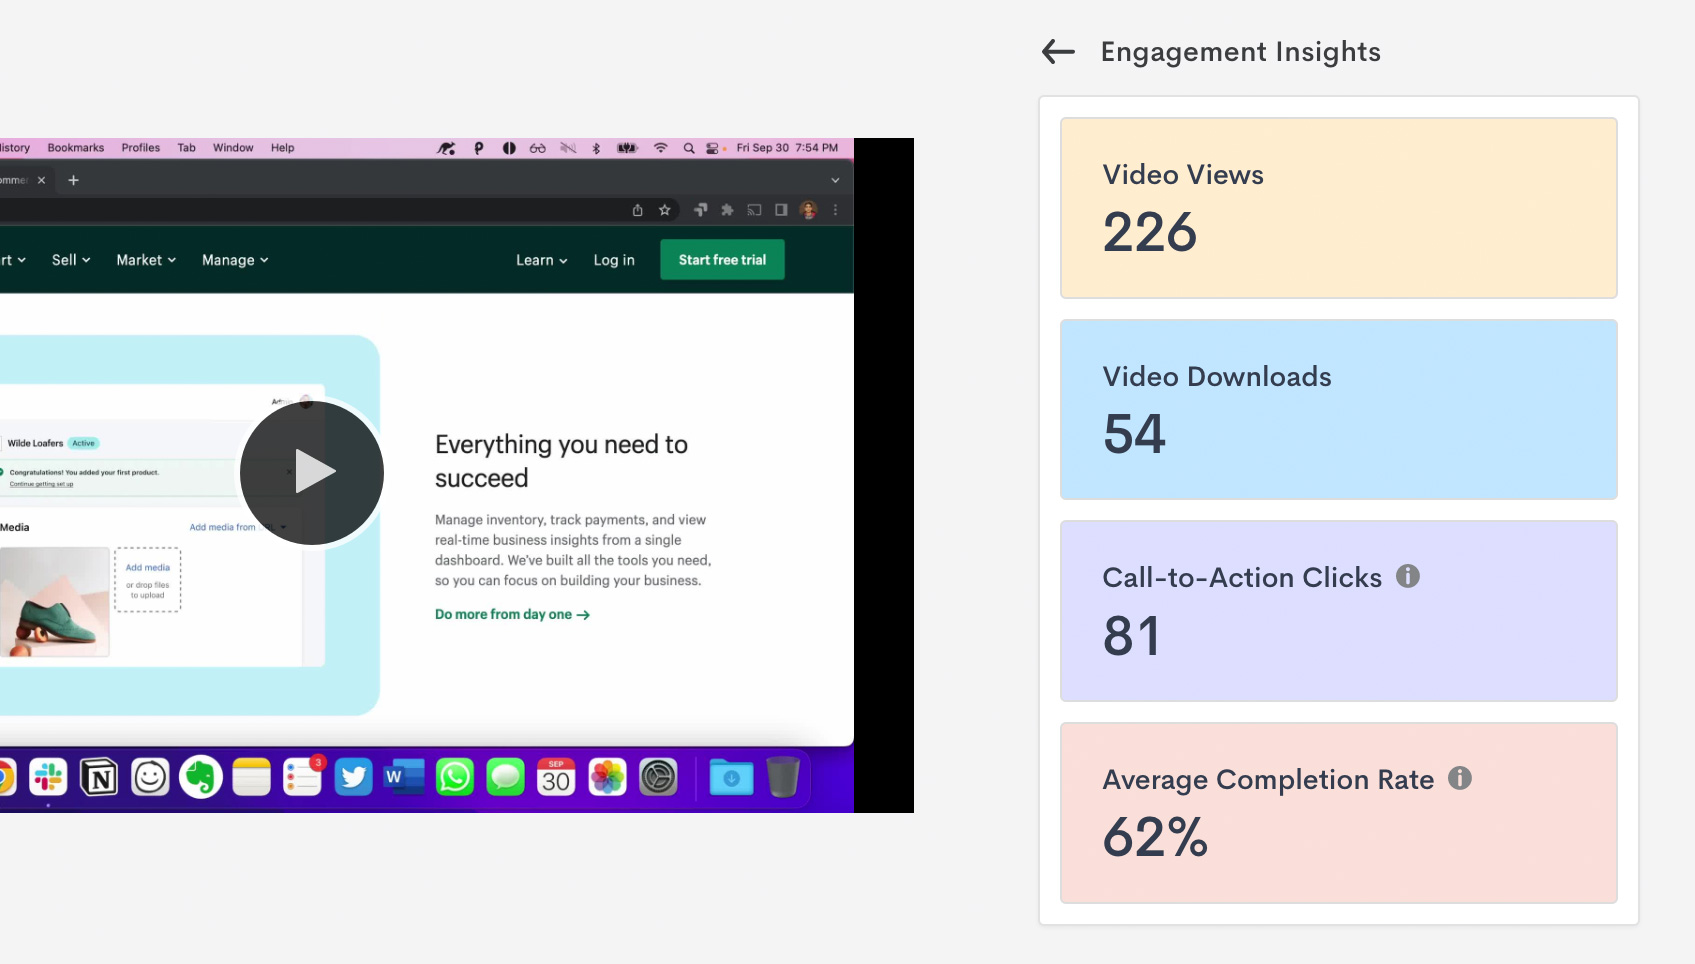 Engagement Insights
History Bookmarks Profiles Tab Window Help Fri Sep 30 7:54 PM
Sell Market Manage Learn Log in Start free trial
Wilde Loafers Active
Congratulations! You added your first product.
Continue getting set up
Media Add media from
Add media
or drop files
to upload
Everything you need to
succeed
Manage inventory, track payments, and view
real-time business insights from a single
dashboard. We've built all the tools you need,
so you can focus on building your business.
Do more from day one →
3
W
SEP
30
Video Views
226
Video Downloads
54
Call-to-Action Clicks
81
Average Completion Rate
62%